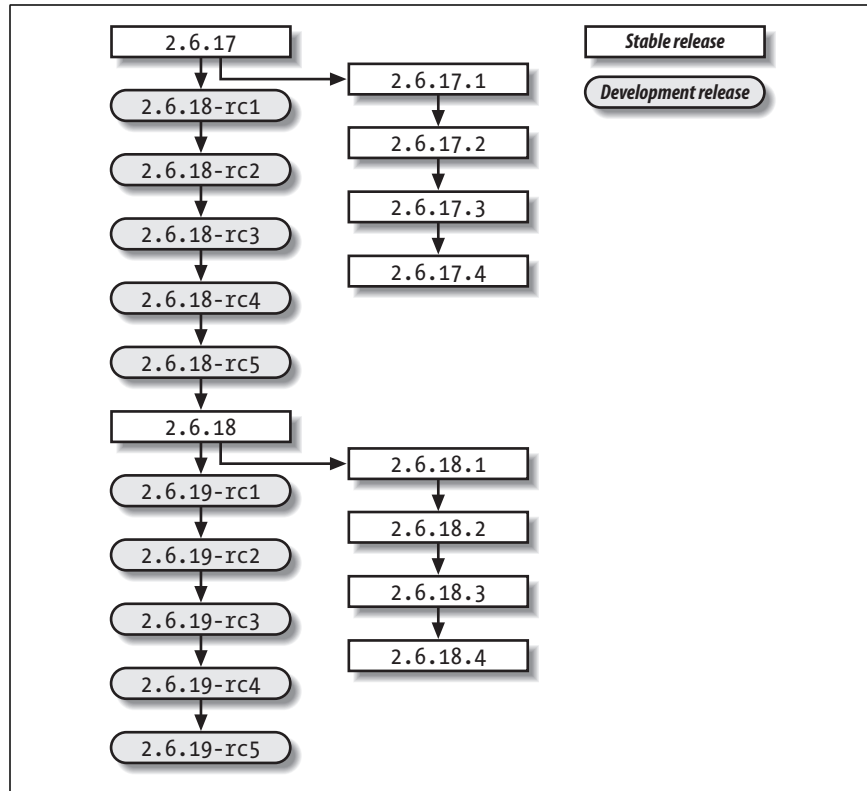 2.6.17
Stable release
2.6.17.1
Development release
2.6.18-rc1
2.6.17.2
2.6.18-rc2
2.6.17.3
2.6.18-rc3
2.6.17.4
2.6.18-rc4
2.6.18-rc5
2.6.18
2.6.18.1
2.6.19-rc1
2.6.18.2
2.6.19-rc2
2.6.18.3
2.6.19-rc3
2.6.18.4
2.6.19-rc4
2.6.19-rc5